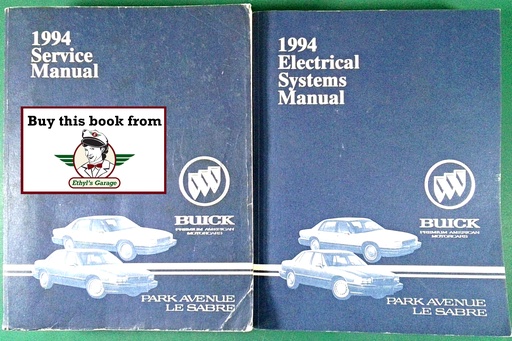 1994
Service
Manual
Buy this book from
Ethyl's Garage
BUICK
PREMIUM AMERICAN
MOTORCARS
PARK AVENUE
LE SABRE
1994
Electrical
Systems
Manual
BUICK
PREMIUM AMERICAN
MOTORCARS
PARK AVENUE
LE SABRE